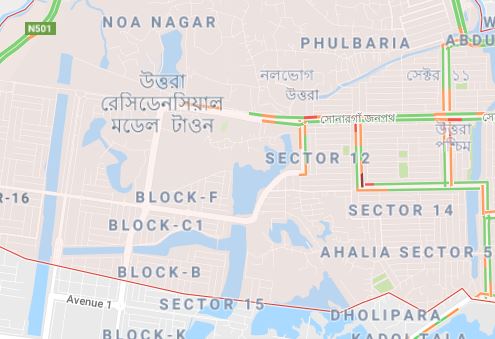 N501
NOA NAGAR
PHULBARIA
ABDU
উত্তরা
রেসিডেনসিয়াল
মডেল টাওন
নলভোগ
উত্তরা
সেক্টর ১১
সোনারগাঁ জনপথ
সো
উত্তরা
পশ্চিম
SECTOR 12
R-16
BLOCK-F
SECTOR 14
BLOCK-C1
AHALIA
SECTOR 5
BLOCK-B
Avenue 1
SECTOR 15
DHOLIPARA
BLOCK-K
KADOLTALA